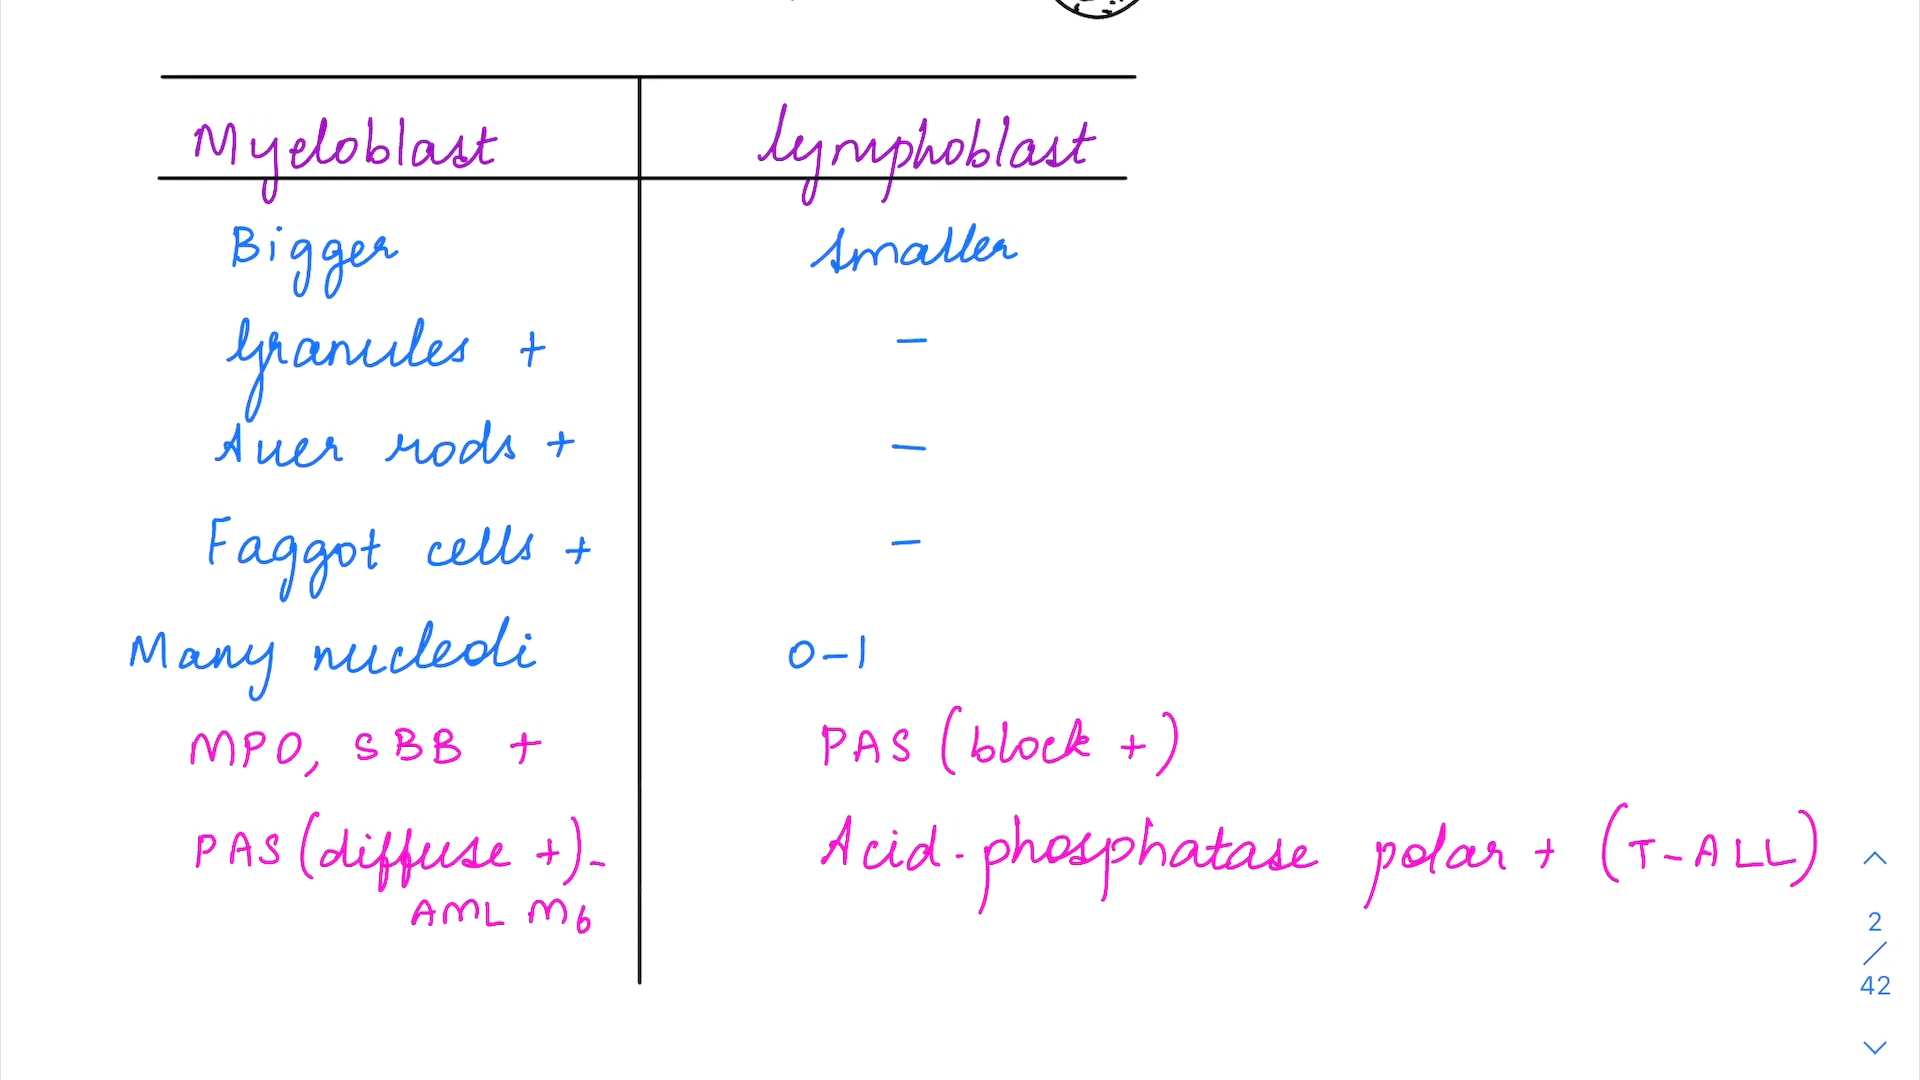 Myeloblast Lymphoblast
Bigger Smaller
Granules + -
Auer rods + -
Faggot cells + -
Many nucleoli 0-1
MPO, SBB + PAS (block +)
PAS (diffuse +) - Acid-phosphatase polar + (T-ALL)
AML M6
2
/
42